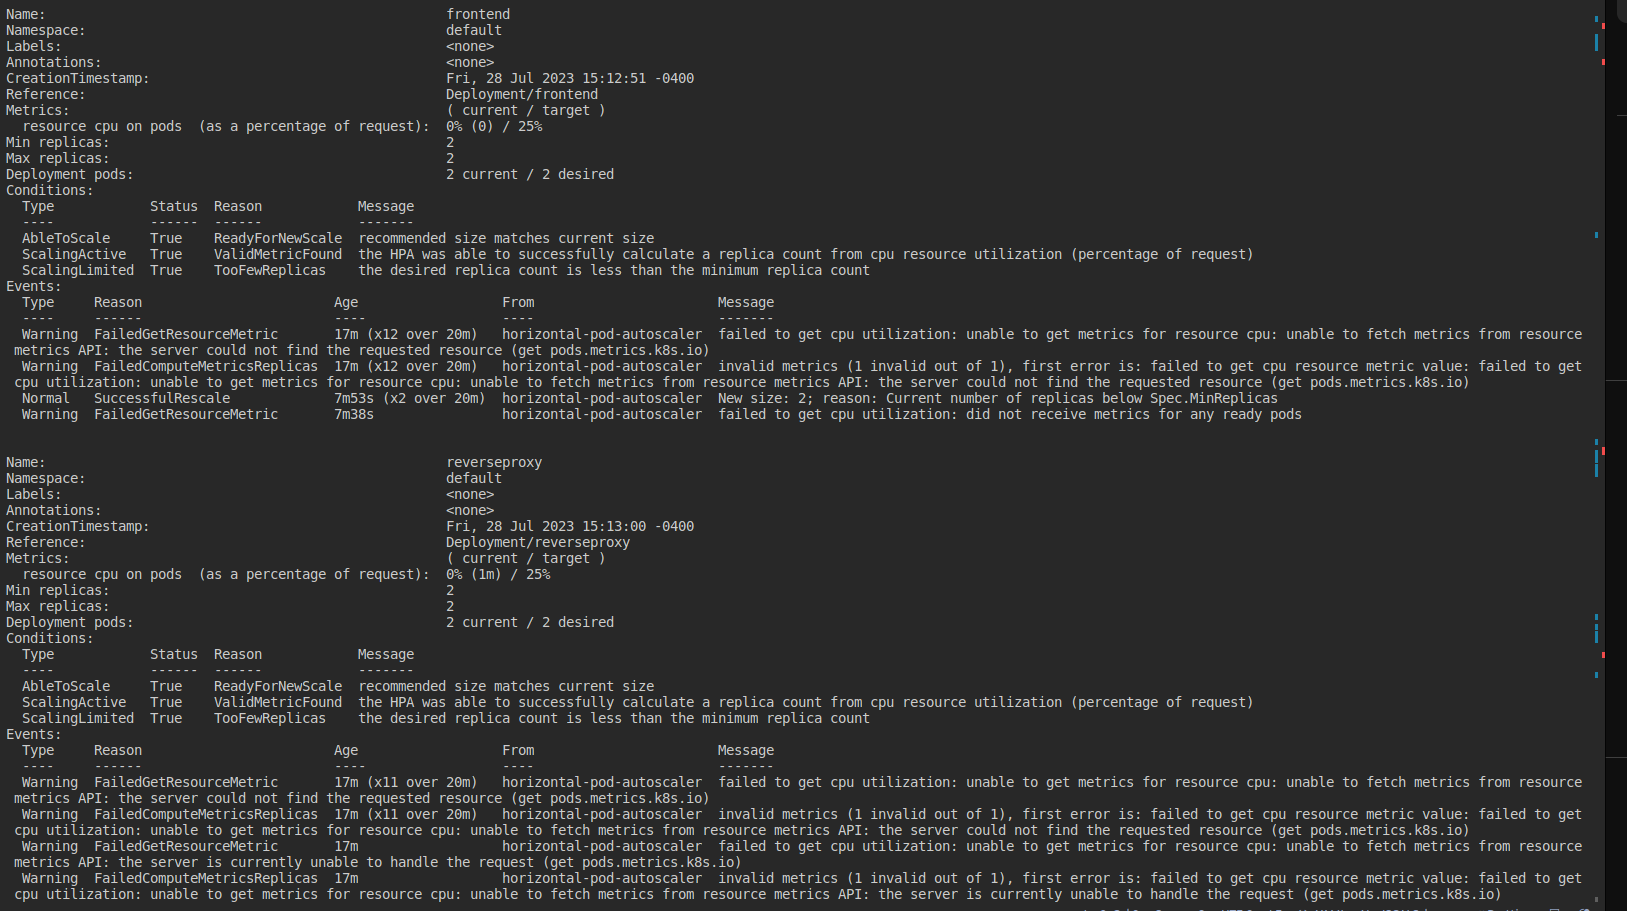 Name:                                                  frontend
Namespace:                                             default
Labels:                                                <none>
Annotations:                                           <none>
CreationTimestamp:                                     Fri, 28 Jul 2023 15:12:51 -0400
Reference:                                             Deployment/frontend
Metrics:                                               ( current / target )
  resource cpu on pods  (as a percentage of request):  0% (0) / 25%
Min replicas:                                          2
Max replicas:                                          2
Deployment pods:                                       2 current / 2 desired
Conditions:
  Type            Status  Reason            Message
  ----            ------  ------            -------
  AbleToScale     True    ReadyForNewScale  recommended size matches current size
  ScalingActive   True    ValidMetricFound  the HPA was able to successfully calculate a replica count from cpu resource utilization (percentage of request)
  ScalingLimited  True    TooFewReplicas    the desired replica count is less than the minimum replica count
Events:
  Type     Reason                        Age                  From                       Message
  ----     ------                        ----                 ----                       -------
  Warning  FailedGetResourceMetric       17m (x12 over 20m)   horizontal-pod-autoscaler  failed to get cpu utilization: unable to get metrics for resource cpu: unable to fetch metrics from resource
 metrics API: the server could not find the requested resource (get pods.metrics.k8s.io)
  Warning  FailedComputeMetricsReplicas  17m (x12 over 20m)   horizontal-pod-autoscaler  invalid metrics (1 invalid out of 1), first error is: failed to get cpu resource metric value: failed to get
 cpu utilization: unable to get metrics for resource cpu: unable to fetch metrics from resource metrics API: the server could not find the requested resource (get pods.metrics.k8s.io)
  Normal   SuccessfulRescale             7m53s (x2 over 20m)  horizontal-pod-autoscaler  New size: 2; reason: Current number of replicas below Spec.MinReplicas
  Warning  FailedGetResourceMetric       7m38s                horizontal-pod-autoscaler  failed to get cpu utilization: did not receive metrics for any ready pods
Name:                                                  reverseproxy
Namespace:                                             default
Labels:                                                <none>
Annotations:                                           <none>
CreationTimestamp:                                     Fri, 28 Jul 2023 15:13:00 -0400
Reference:                                             Deployment/reverseproxy
Metrics:                                               ( current / target )
  resource cpu on pods  (as a percentage of request):  0% (1m) / 25%
Min replicas:                                          2
Max replicas:                                          2
Deployment pods:                                       2 current / 2 desired
Conditions:
  Type            Status  Reason            Message
  ----            ------  ------            -------
  AbleToScale     True    ReadyForNewScale  recommended size matches current size
  ScalingActive   True    ValidMetricFound  the HPA was able to successfully calculate a replica count from cpu resource utilization (percentage of request)
  ScalingLimited  True    TooFewReplicas    the desired replica count is less than the minimum replica count
Events:
  Type     Reason                        Age                  From                       Message
  ----     ------                        ----                 ----                       -------
  Warning  FailedGetResourceMetric       17m (x11 over 20m)   horizontal-pod-autoscaler  failed to get cpu utilization: unable to get metrics for resource cpu: unable to fetch metrics from resource
 metrics API: the server could not find the requested resource (get pods.metrics.k8s.io)
  Warning  FailedComputeMetricsReplicas  17m (x11 over 20m)   horizontal-pod-autoscaler  invalid metrics (1 invalid out of 1), first error is: failed to get cpu resource metric value: failed to get
 cpu utilization: unable to get metrics for resource cpu: unable to fetch metrics from resource metrics API: the server could not find the requested resource (get pods.metrics.k8s.io)
  Warning  FailedGetResourceMetric       17m                  horizontal-pod-autoscaler  failed to get cpu utilization: unable to get metrics for resource cpu: unable to fetch metrics from resource
 metrics API: the server is currently unable to handle the request (get pods.metrics.k8s.io)
  Warning  FailedComputeMetricsReplicas  17m                  horizontal-pod-autoscaler  invalid metrics (1 invalid out of 1), first error is: failed to get cpu resource metric value: failed to get
 cpu utilization: unable to get metrics for resource cpu: unable to fetch metrics from resource metrics API: the server is currently unable to handle the request (get pods.metrics.k8s.io)